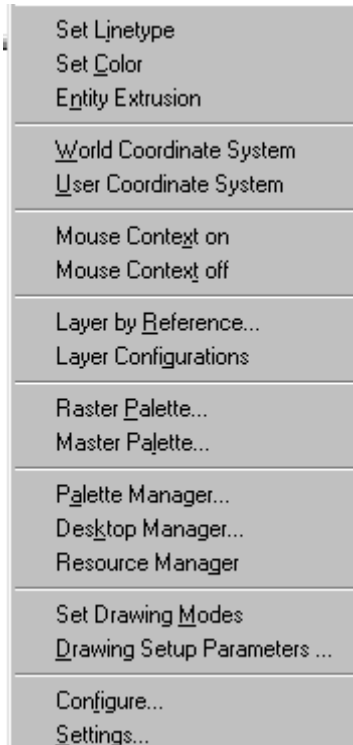 Set Linetype
Set Color
Entity Extrusion
World Coordinate System
User Coordinate System
Mouse Context on
Mouse Context off
Layer by Reference...
Layer Configurations
Raster Palette...
Master Palette...
Palette Manager...
Desktop Manager...
Resource Manager
Set Drawing Modes
Drawing Setup Parameters ...
Configure...
Settings...